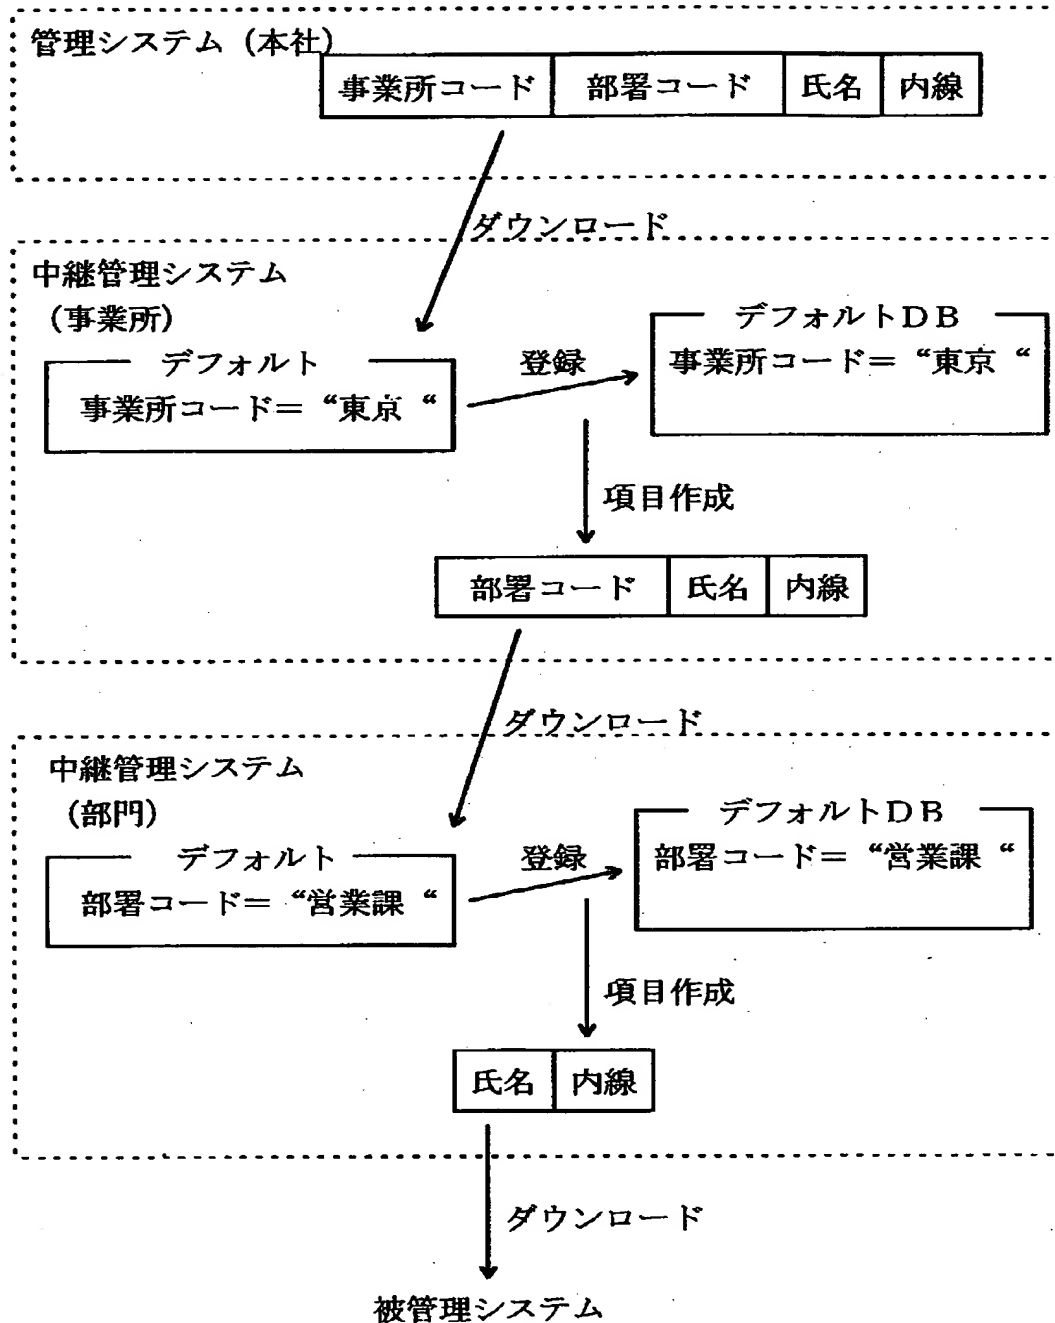 管理システム（本社）
事業所コード 部署コード 氏名 内線
ダウンロード
中継管理システム
（事業所）
デフォルトDB
デフォルト
登録
事業所コード＝“東京“
事業所コード＝“東京“
項目作成
部署コード 氏名 内線
ダウンロード
中継管理システム
（部門）
デフォルトDB
デフォルト
登録
部署コード＝“営業課“
部署コード＝“営業課“
項目作成
氏名 内線
ダウンロード
被管理システム